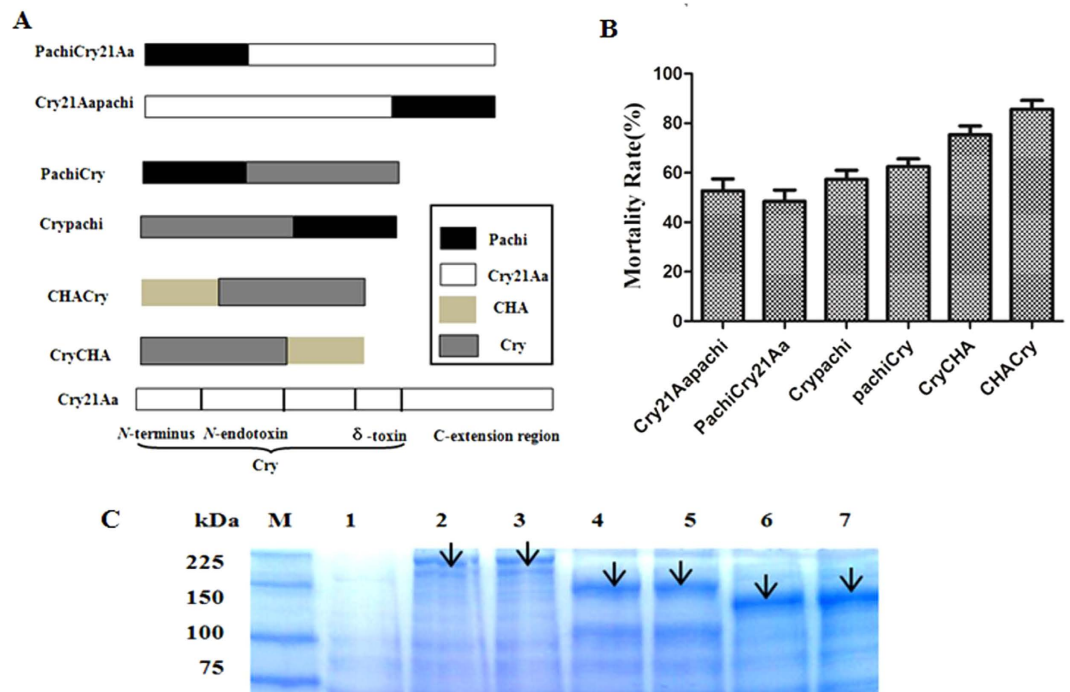 A
PachiCry21Aa
Cry21Aapachi
PachiCry
Crypachi
CHACry
CryCHA
Cry21Aa
Pachi
Cry21Aa
CHA
Cry
N-terminus N-endotoxin δ -toxin C-extension region
Cry
B
Mortality Rate(%)
100
80
60
40
20
0
Cry21Aapachi
PachiCry21Aa
Crypachi
pachiCry
CryCHA
CHACry
C
kDa M 1 2 3 4 5 6 7
225
150
100
75